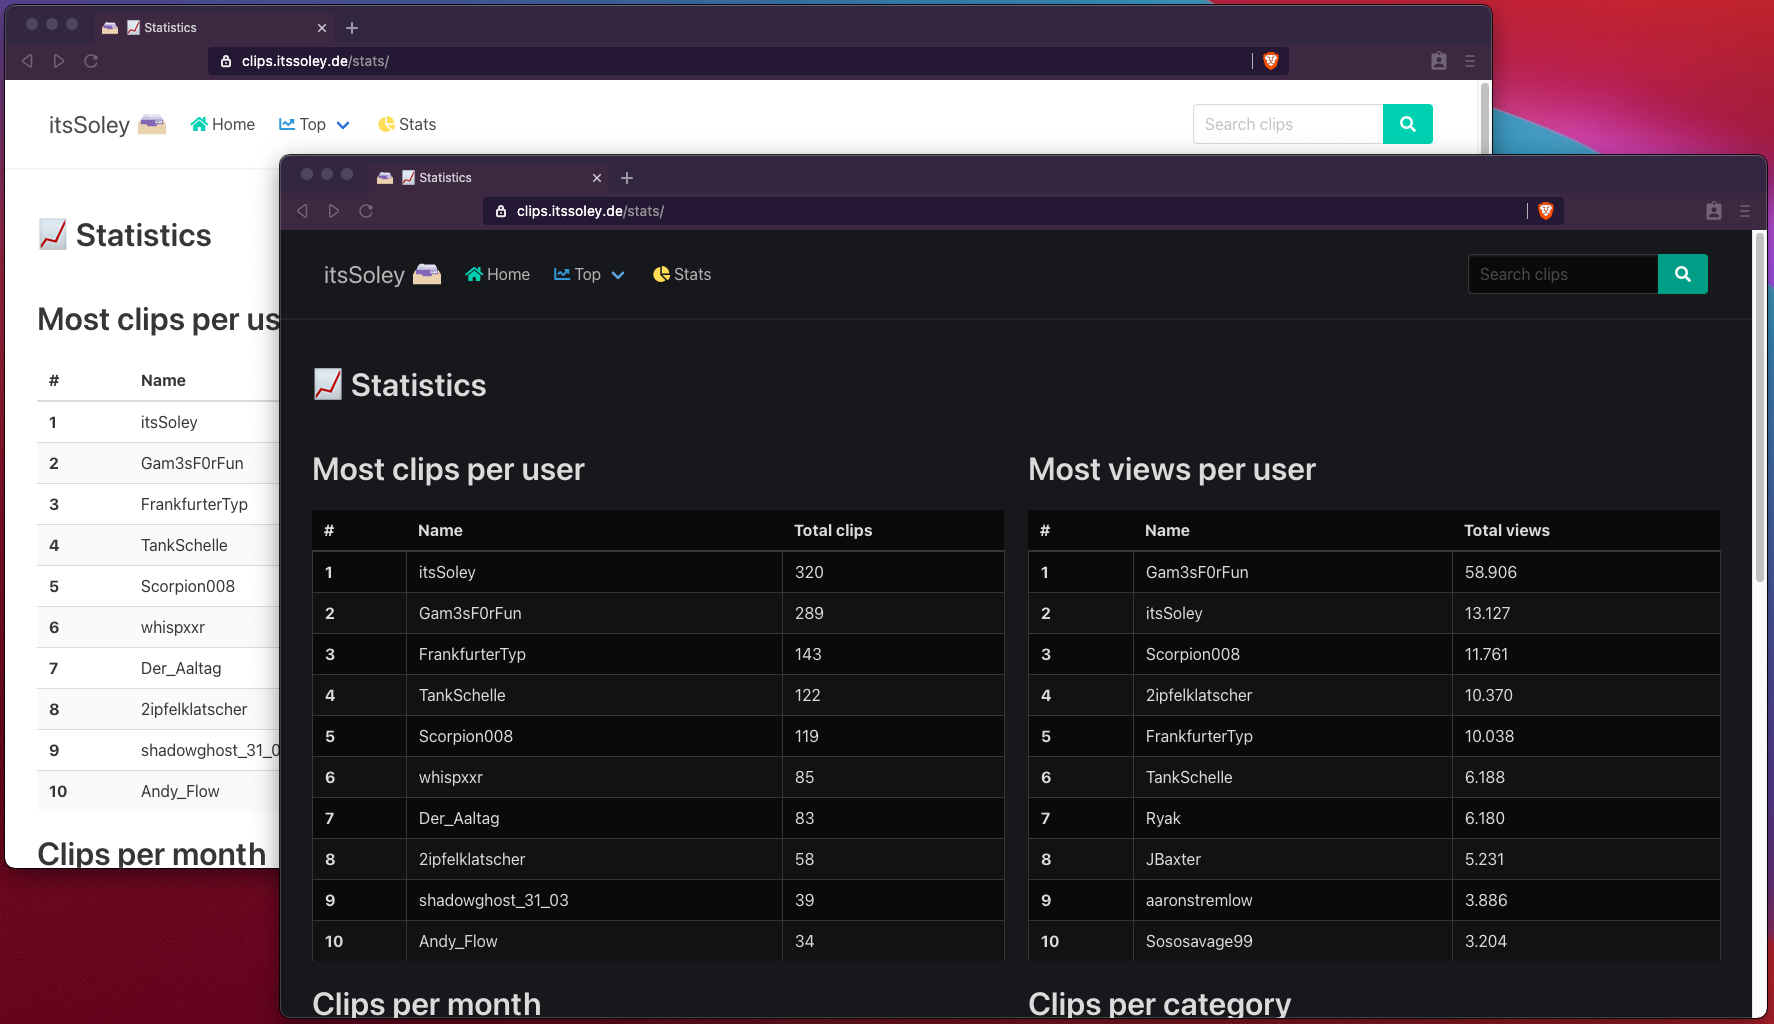 Statistics
clips.itssoley.de/stats/
itsSoley Home Top Stats Search clips
Statistics
Most clips per us
# Name
1 itsSoley
2 Gam3sF0rFun
3 FrankfurterTyp
4 TankSchelle
5 Scorpion008
6 whispxxr
7 Der_Aaltag
8 2ipfelklatscher
9 shadowghost_31_0
10 Andy_Flow
Clips per month
Statistics
clips.itssoley.de/stats/
itsSoley Home Top Stats Search clips
Statistics
Most clips per user
# Name Total clips
1 itsSoley 320
2 Gam3sF0rFun 289
3 FrankfurterTyp 143
4 TankSchelle 122
5 Scorpion008 119
6 whispxxr 85
7 Der_Aaltag 83
8 2ipfelklatscher 58
9 shadowghost_31_03 39
10 Andy_Flow 34
Clips per month
Most views per user
# Name Total views
1 Gam3sF0rFun 58.906
2 itsSoley 13.127
3 Scorpion008 11.761
4 2ipfelklatscher 10.370
5 FrankfurterTyp 10.038
6 TankSchelle 6.188
7 Ryak 6.180
8 JBaxter 5.231
9 aaronstremlow 3.886
10 Sososavage99 3.204
Clips per category